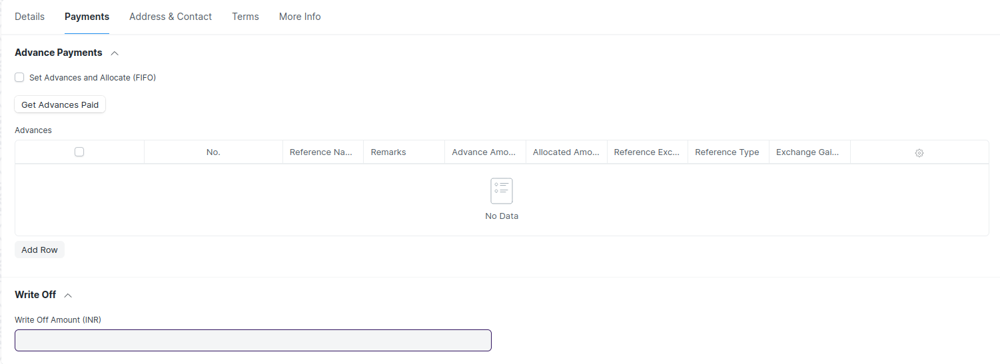 Details Payments Address & Contact Terms More Info
Advance Payments
Set Advances and Allocate (FIFO)
Get Advances Paid
Advances
No. Reference Na... Remarks Advance Amo... Allocated Amo... Reference Exc... Reference Type Exchange Gai...
No Data
Add Row
Write Off
Write Off Amount (INR)